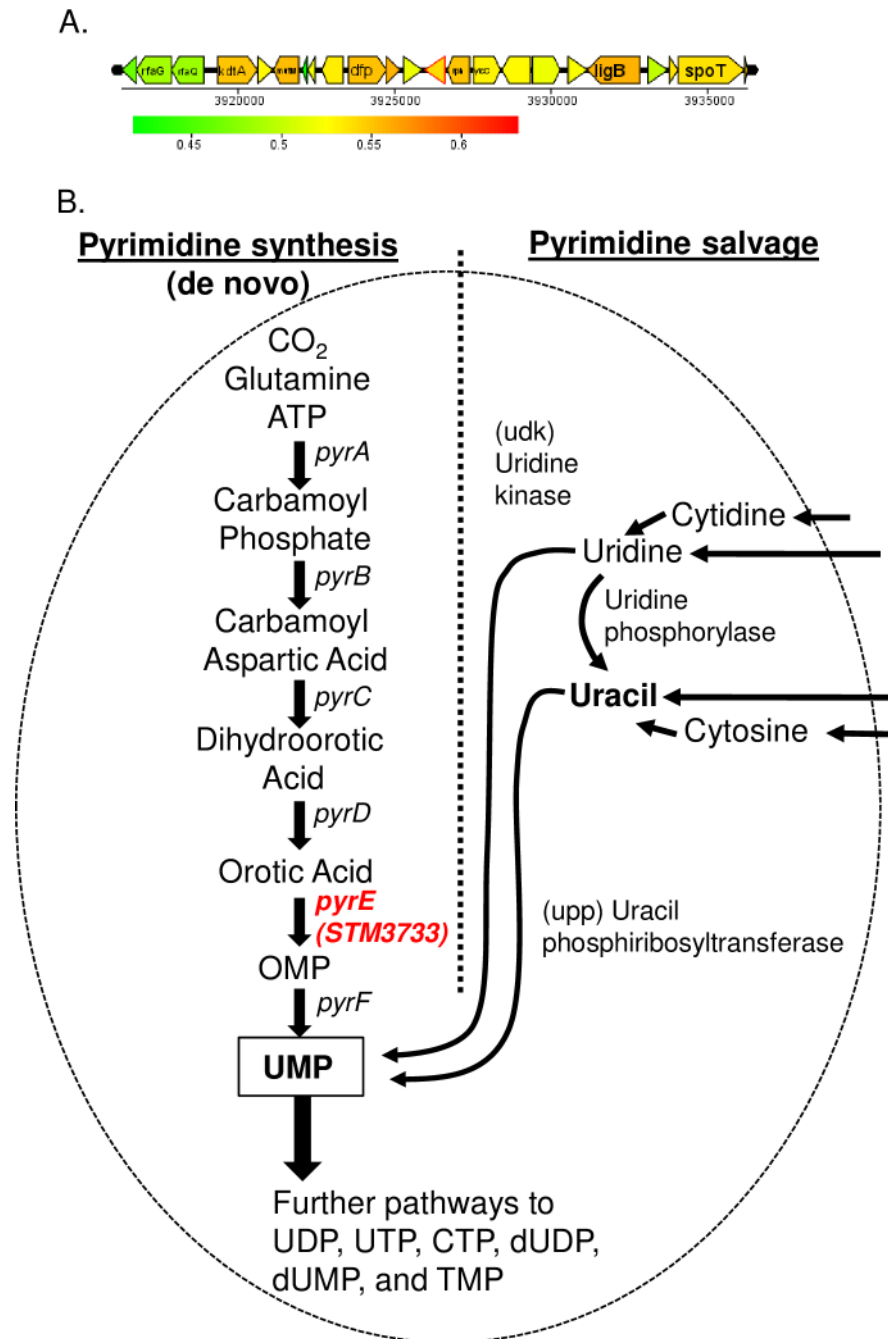 A.
rfaG rfaQ kdtA dfp ligB spoT
3920000 3925000 3930000 3935000
0.45 0.5 0.55 0.6
B.
Pyrimidine synthesis
(de novo)
Pyrimidine salvage
CO2
Glutamine
ATP
pyrA
Carbamoyl
Phosphate
pyrB
Carbamoyl
Aspartic Acid
pyrC
Dihydroorotic
Acid
pyrD
Orotic Acid
pyrE
(STM3733)
OMP
pyrF
UMP
Further pathways to
UDP, UTP, CTP, dUDP,
dUMP, and TMP
(udk)
Uridine
kinase
Cytidine
Uridine
Uridine
phosphorylase
Uracil
Cytosine
(upp) Uracil
phosphiribosyltransferase